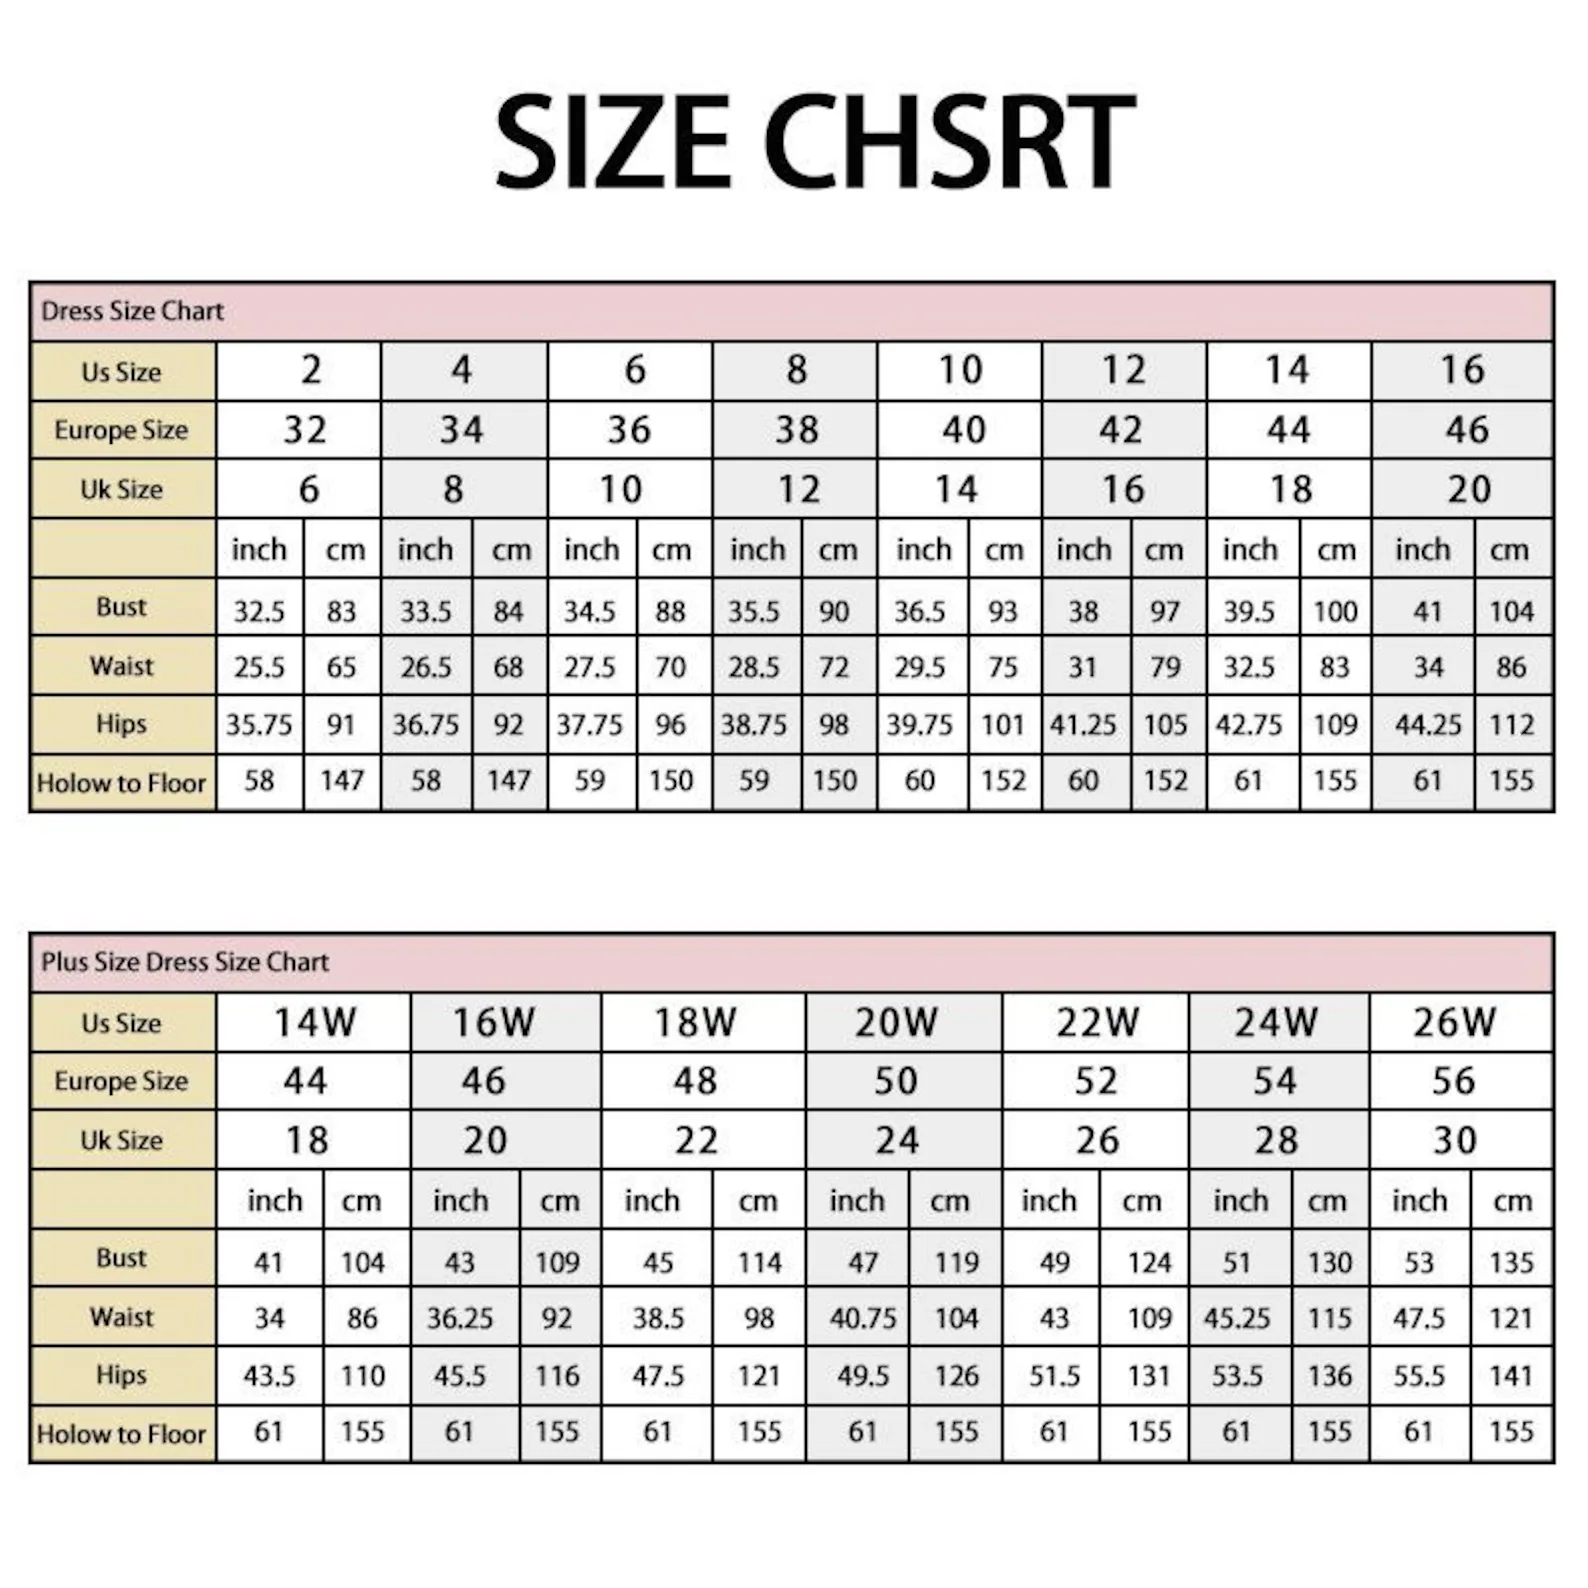 SIZE CHSRT
Dress Size Chart
Us Size 2 4 6 8 10 12 14 16
Europe Size 32 34 36 38 40 42 44 46
Uk Size 6 8 10 12 14 16 18 20
inch cm inch cm inch cm inch cm inch cm inch cm inch cm inch cm
Bust 32.5 83 33.5 84 34.5 88 35.5 90 36.5 93 38 97 39.5 100 41 104
Waist 25.5 65 26.5 68 27.5 70 28.5 72 29.5 75 31 79 32.5 83 34 86
Hips 35.75 91 36.75 92 37.75 96 38.75 98 39.75 101 41.25 105 42.75 109 44.25 112
Holow to Floor 58 147 58 147 59 150 59 150 60 152 60 152 61 155 61 155
Plus Size Dress Size Chart
Us Size 14W 16W 18W 20W 22W 24W 26W
Europe Size 44 46 48 50 52 54 56
Uk Size 18 20 22 24 26 28 30
inch cm inch cm inch cm inch cm inch cm inch cm inch cm
Bust 41 104 43 109 45 114 47 119 49 124 51 130 53 135
Waist 34 86 36.25 92 38.5 98 40.75 104 43 109 45.25 115 47.5 121
Hips 43.5 110 45.5 116 47.5 121 49.5 126 51.5 131 53.5 136 55.5 141
Holow to Floor 61 155 61 155 61 155 61 155 61 155 61 155 61 155